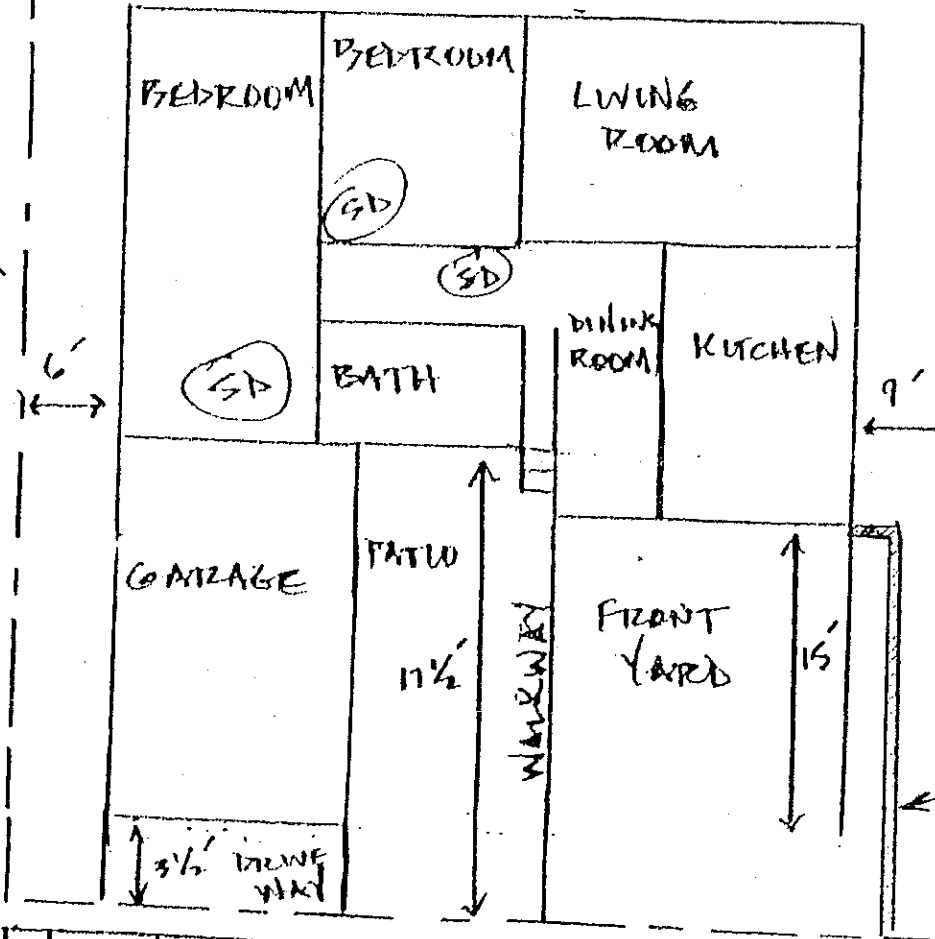 BEDROOM
BEDROOM
LIVING
ROOM
SD
SD
SD
6'
BATH
DINING
ROOM
KITCHEN
9'
GARAGE
PATIO
17½'
WALKWAY
FRONT
YARD
15'
3½' DRIVE
WAY